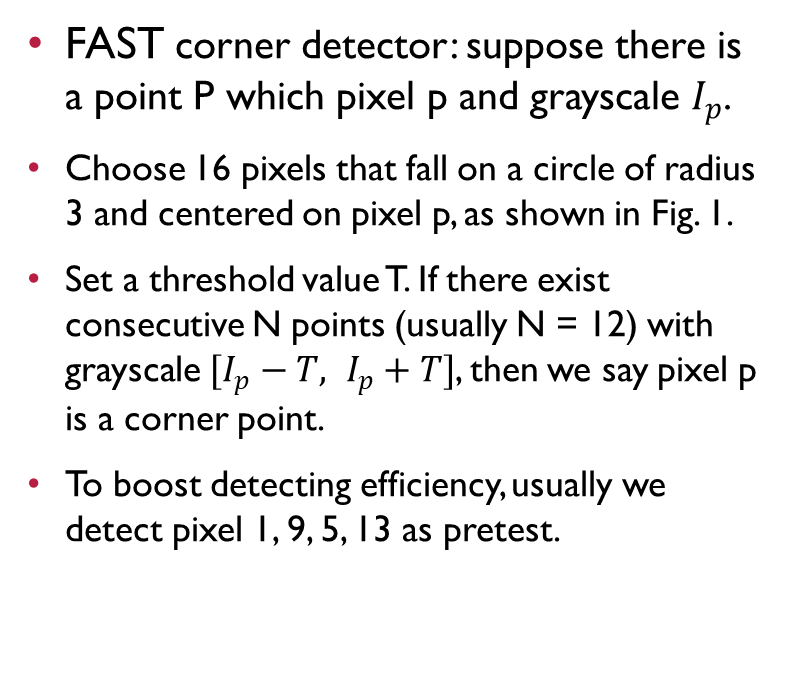 • FAST corner detector: suppose there is
a point P which pixel p and grayscale I_p.
• Choose 16 pixels that fall on a circle of radius
3 and centered on pixel p, as shown in Fig. 1.
• Set a threshold value T. If there exist
consecutive N points (usually N = 12) with
grayscale [I_p − T, I_p + T], then we say pixel p
is a corner point.
• To boost detecting efficiency, usually we
detect pixel 1, 9, 5, 13 as pretest.